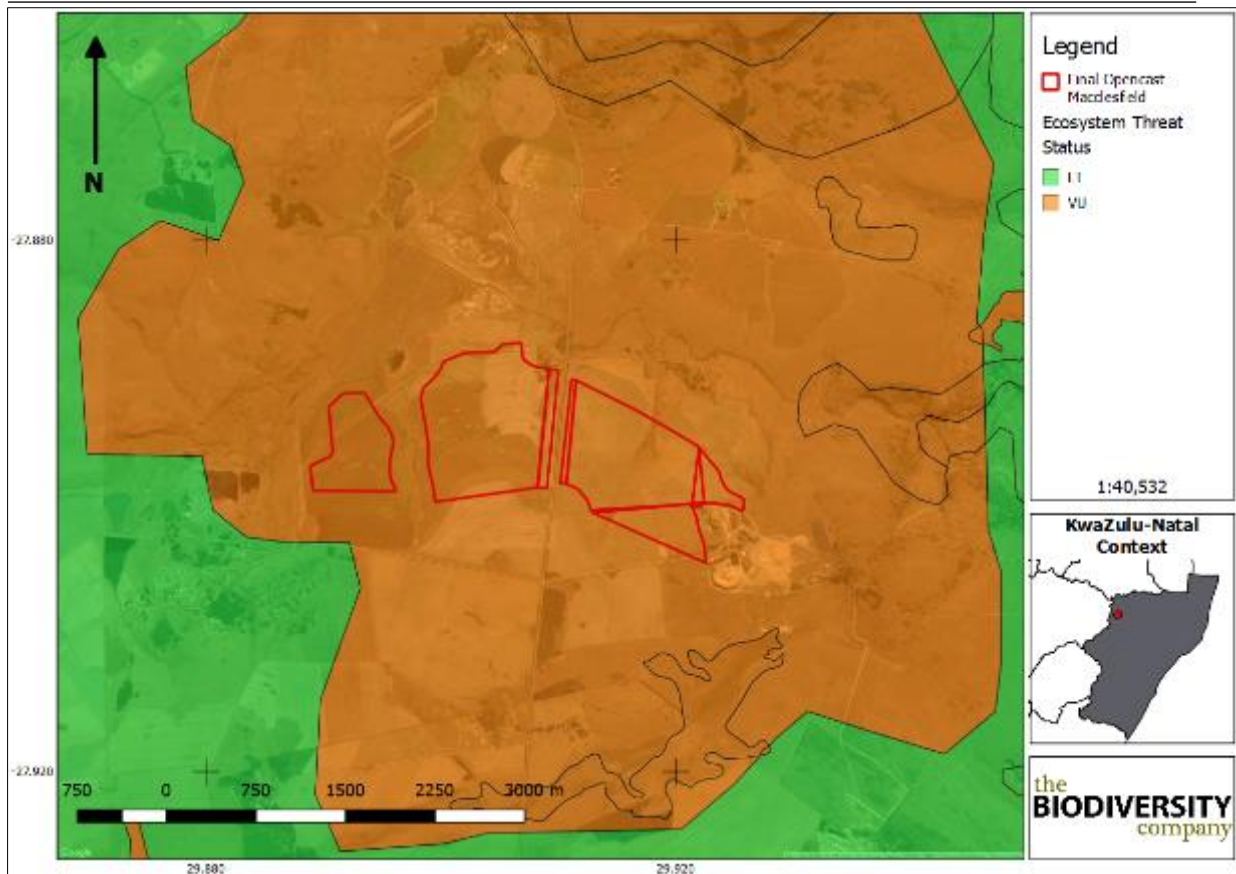 N
-27.880
-27.920
750 0 750 1500 2250 3000 m
29.880 29.920
Legend
Final Opencast
Ecosystem Threat
Status
VU
1:40,532
KwaZulu-Natal
Context
the
BIODIVERSITY
company